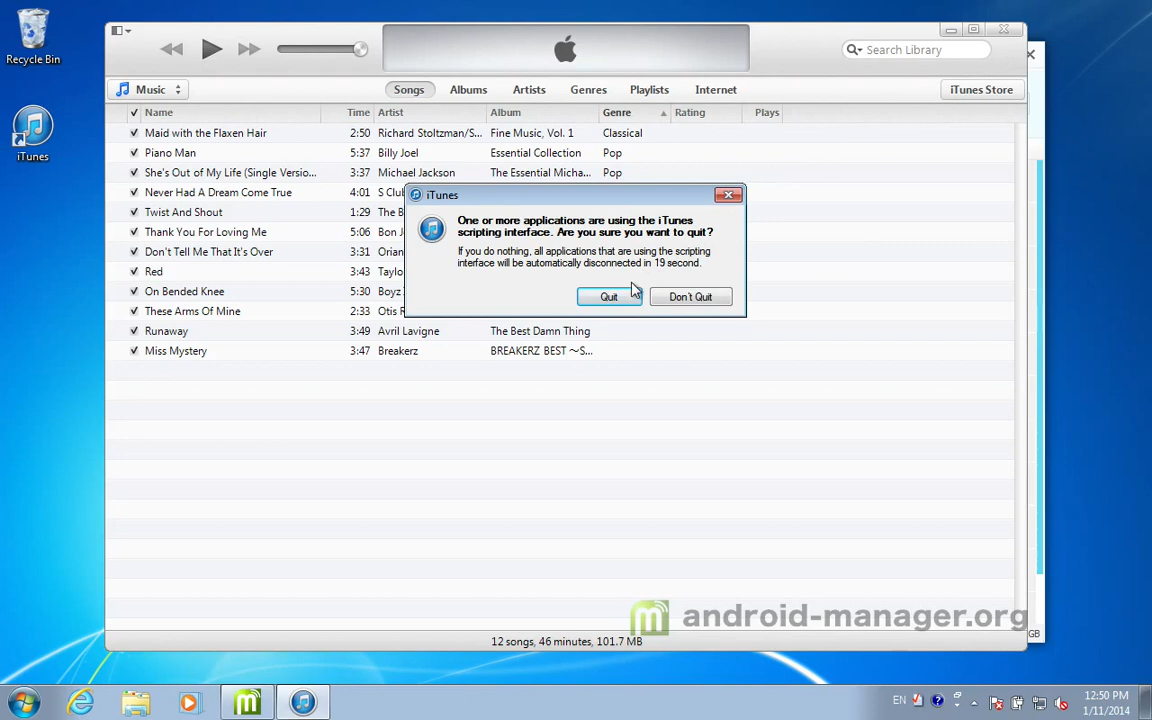 Recycle Bin
iTunes
Search Library
Music
Songs Albums Artists Genres Playlists Internet
iTunes Store
Name Time Artist Album Genre Rating Plays
Maid with the Flaxen Hair 2:50 Richard Stoltzman/S... Fine Music, Vol. 1 Classical
Piano Man 5:37 Billy Joel Essential Collection Pop
She's Out of My Life (Single Versio... 3:37 Michael Jackson The Essential Micha... Pop
Never Had A Dream Come True 4:01 S Club
Twist And Shout 1:29 The B
Thank You For Loving Me 5:06 Bon J
Don't Tell Me That It's Over 3:43 Orian
Red 3:43 Taylo
On Bended Knee 5:30 Boyz
These Arms Of Mine 2:33 Otis R
Runaway 3:49 Avril Lavigne The Best Damn Thing
Miss Mystery 3:47 Breakerz BREAKERZ BEST ～S...
iTunes
One or more applications are using the iTunes
scripting interface. Are you sure you want to quit?
If you do nothing, all applications that are using the scripting
interface will be automatically disconnected in 19 second.
Quit Don't Quit
android-manager.org
GB
12 songs, 46 minutes, 101.7 MB
EN
12:50 PM
1/11/2014